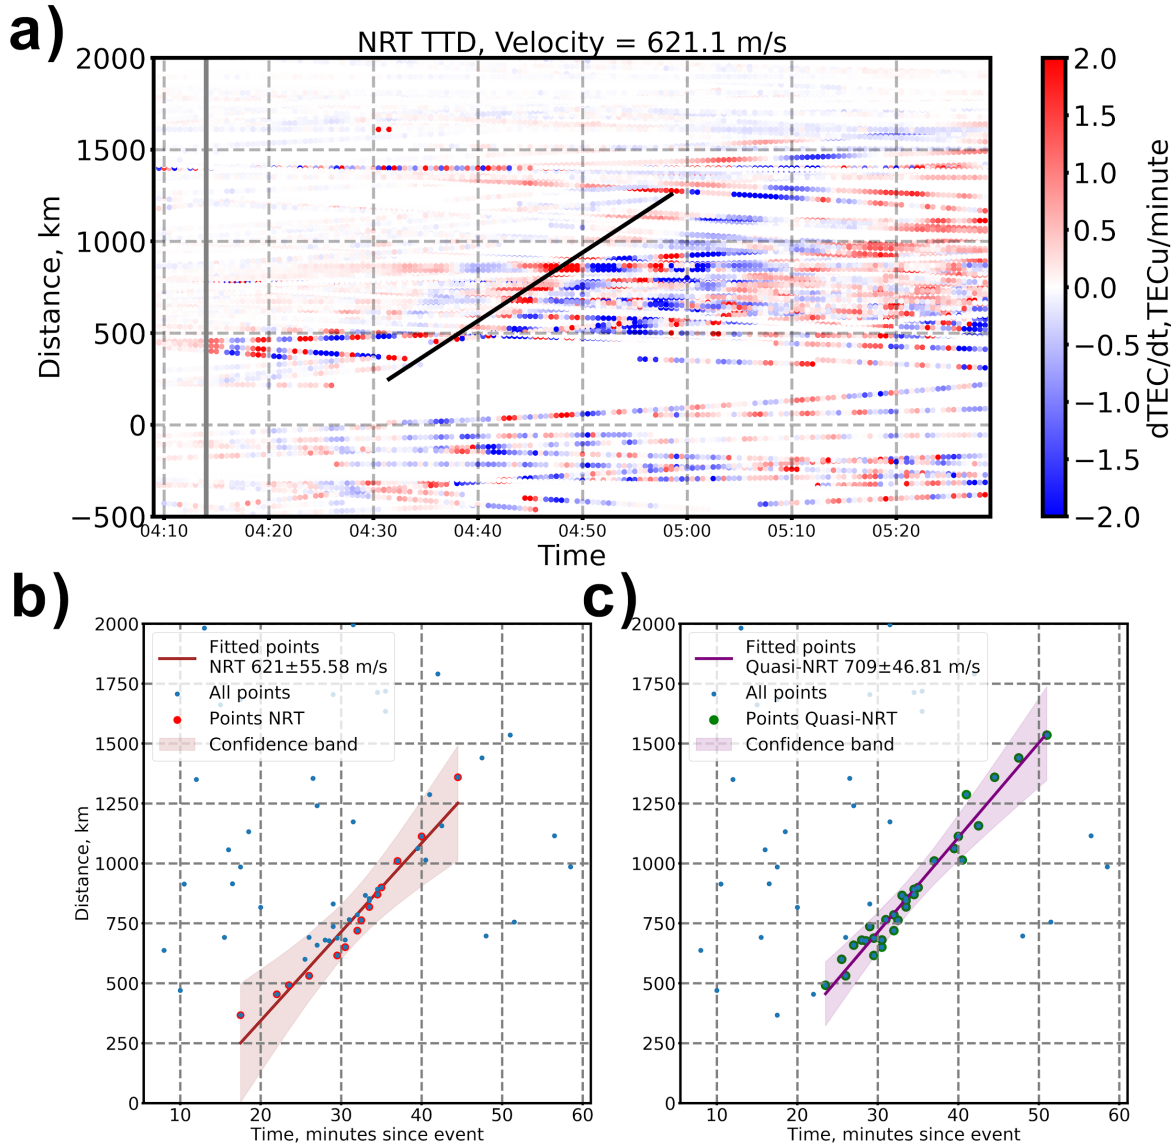 a)
NRT TTD, Velocity = 621.1 m/s
2000
1500
1000
500
0
−500
Distance, km
04:10 04:20 04:30 04:40 04:50 05:00 05:10 05:20
Time
2.0
1.5
1.0
0.5
0.0
−0.5
−1.0
−1.5
−2.0
dTEC/dt,TECu/minute
b)
2000
1750
1500
1250
1000
750
500
250
0
Distance, km
Fitted points
NRT 621±55.58 m/s
All points
Points NRT
Confidence band
10 20 30 40 50 60
Time, minutes since event
c)
2000
1750
1500
1250
1000
750
500
250
0
Fitted points
Quasi-NRT 709±46.81 m/s
All points
Points Quasi-NRT
Confidence band
10 20 30 40 50 60
Time, minutes since event